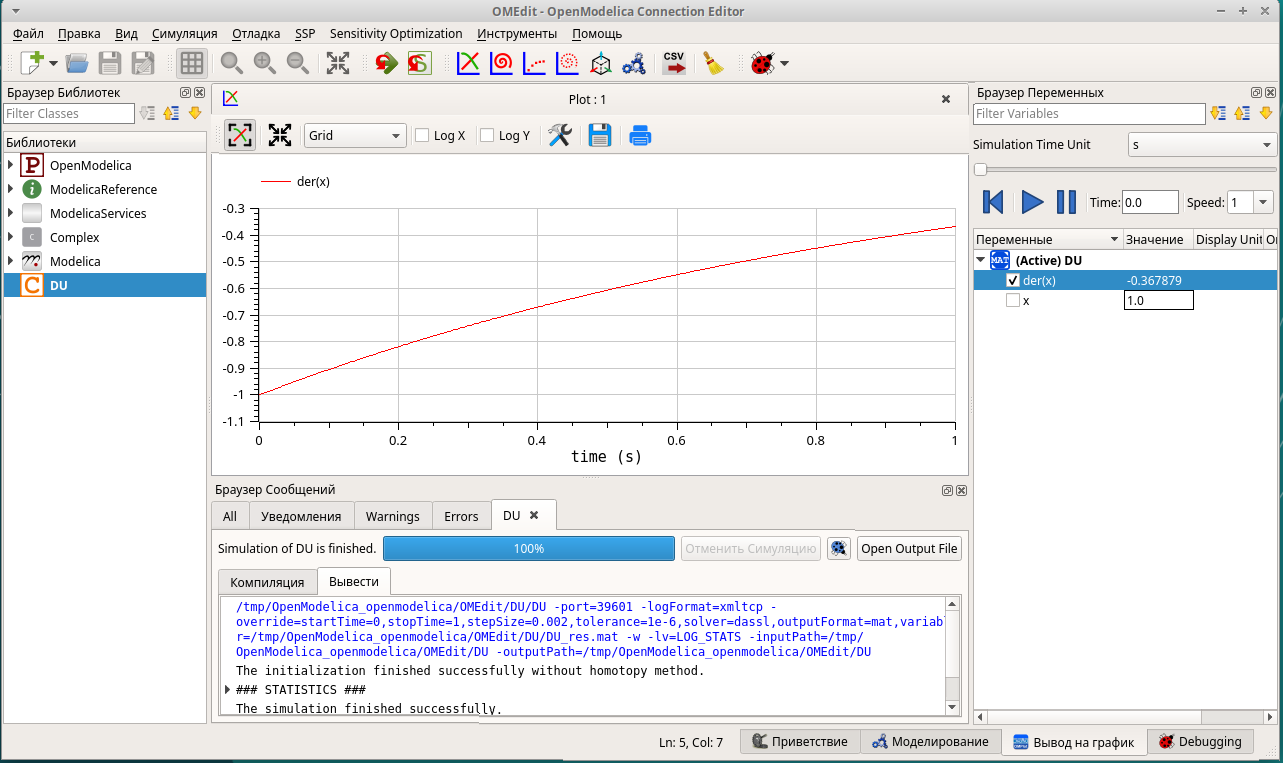 OMEdit - OpenModelica Connection Editor
Файл Правка Вид Симуляция Отладка SSP Sensitivity Optimization Инструменты Помощь
CSV
Браузер Библиотек
Filter Classes
Библиотеки
P OpenModelica
i ModelicaReference
ModelicaServices
C Complex
m Modelica
C DU
Plot : 1
Grid Log X Log Y
der(x)
-0.3
-0.4
-0.5
-0.6
-0.7
-0.8
-0.9
-1
-1.1
0 0.2 0.4 0.6 0.8 1
time (s)
Браузер Сообщений
All Уведомления Warnings Errors DU
Simulation of DU is finished. 100% Отменить Симуляцию Open Output File
Компиляция Вывести
/tmp/OpenModelica_openmodelica/OMEdit/DU/DU -port=39601 -logFormat=xmltcp -
override=startTime=0,stopTime=1,stepSize=0.002,tolerance=1e-6,solver=dassl,outputFormat=mat,variab
r=/tmp/OpenModelica_openmodelica/OMEdit/DU/DU_res.mat -w -lv=LOG_STATS -inputPath=/tmp/
OpenModelica_openmodelica/OMEdit/DU -outputPath=/tmp/OpenModelica_openmodelica/OMEdit/DU
The initialization finished successfully without homotopy method.
### STATISTICS ###
The simulation finished successfully.
Браузер Переменных
Filter Variables
Simulation Time Unit s
Time: 0.0 Speed: 1
Переменные Значение Display Unit
MAT (Active) DU
der(x) -0.367879
x 1.0
Ln: 5, Col: 7 Приветствие Моделирование Вывод на график Debugging